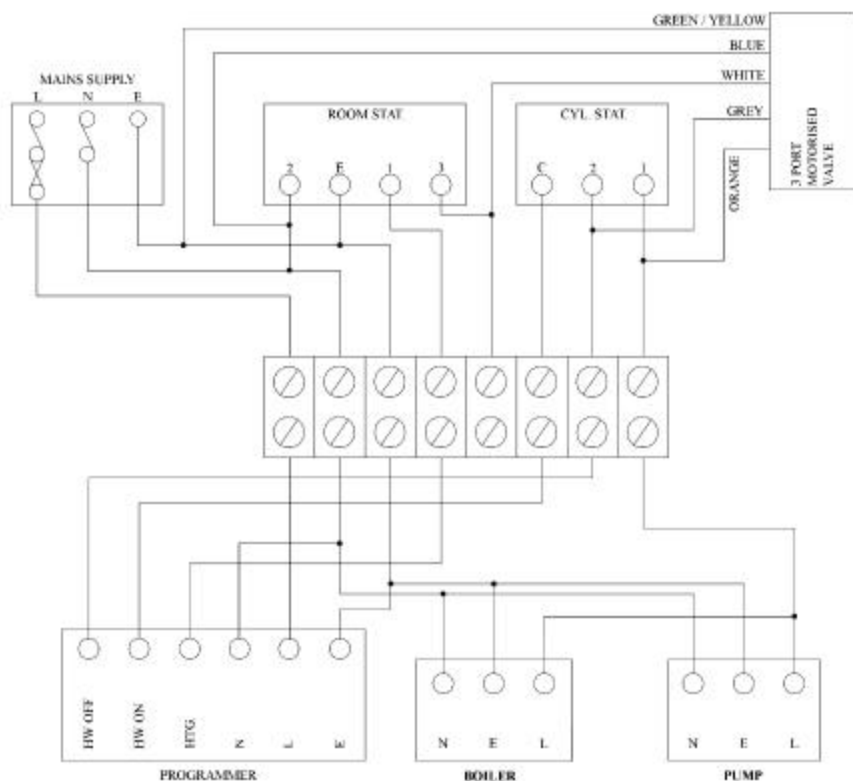 GREEN / YELLOW
BLUE
MAINS SUPPLY
WHITE
L N E
ROOM STAT.
CYL. STAT.
GREY
3 PORT
MOTORISED
VALVE
2 E 1 3
C 2 1
ORANGE
HW OFF
HW ON
HTG.
N
L
E
N E L
N E L
PROGRAMMER
BOILER
PUMP